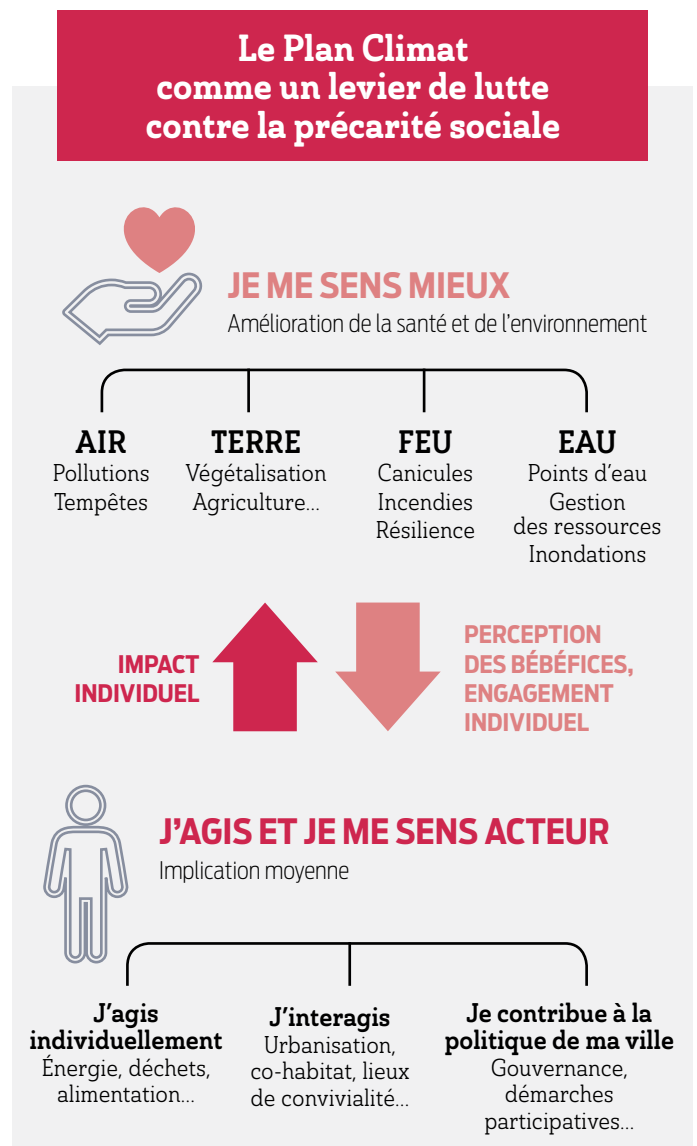 Le Plan Climat
comme un levier de lutte
contre la précarité sociale
JE ME SENS MIEUX
Amélioration de la santé et de l'environnement
AIR
Pollutions
Tempêtes
TERRE
Végétalisation
Agriculture...
FEU
Canicules
Incendies
Résilience
EAU
Points d'eau
Gestion
des ressources
Inondations
IMPACT
INDIVIDUEL
PERCEPTION
DES BÉBÉFICES,
ENGAGEMENT
INDIVIDUEL
J'AGIS ET JE ME SENS ACTEUR
Implication moyenne
J'agis
individuellement
Énergie, déchets,
alimentation...
J'interagis
Urbanisation,
co-habitat, lieux
de convivialité...
Je contribue à la
politique de ma ville
Gouvernance,
démarches
participatives...